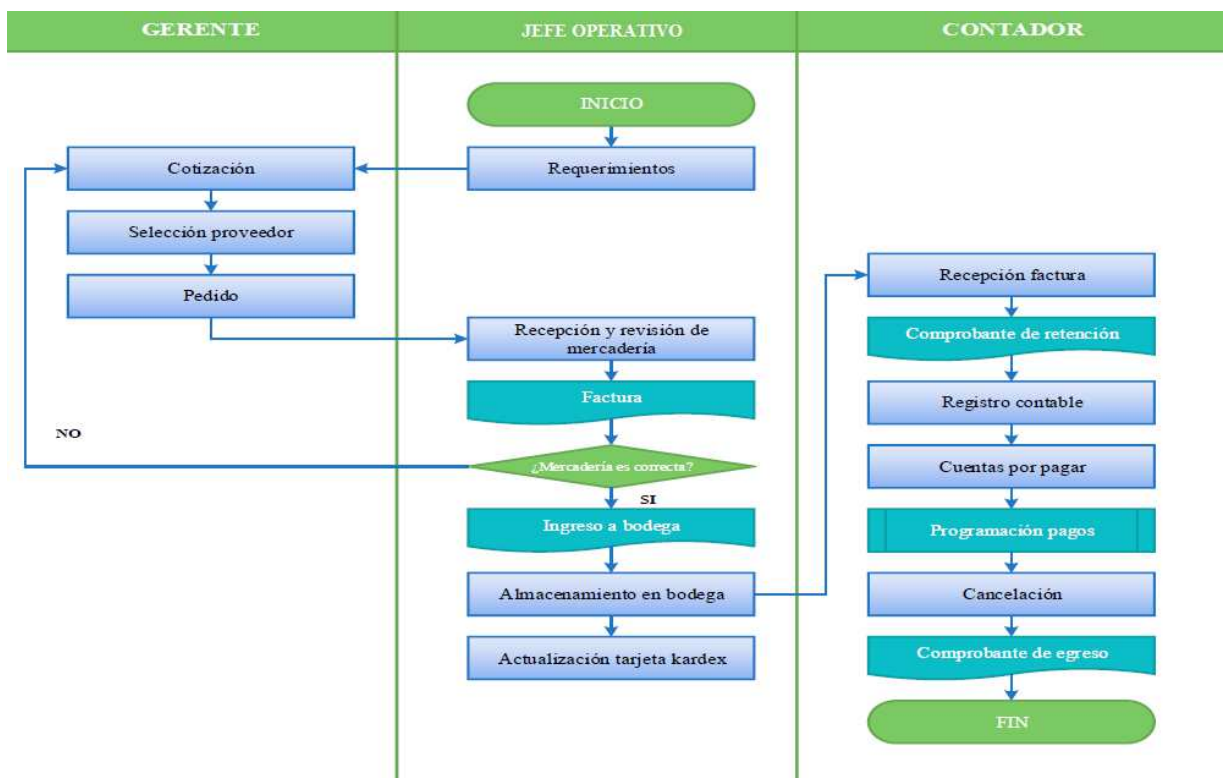 GERENTE
JEFE OPERATIVO
CONTADOR
INICIO
Cotización
Requerimientos
Selección proveedor
Pedido
Recepción y revisión de
mercadería
Factura
NO
¿Mercadería es correcta?
SI
Ingreso a bodega
Almacenamiento en bodega
Actualización tarjeta kardex
Recepción factura
Comprobante de retención
Registro contable
Cuentas por pagar
Programación pagos
Cancelación
Comprobante de egreso
FIN